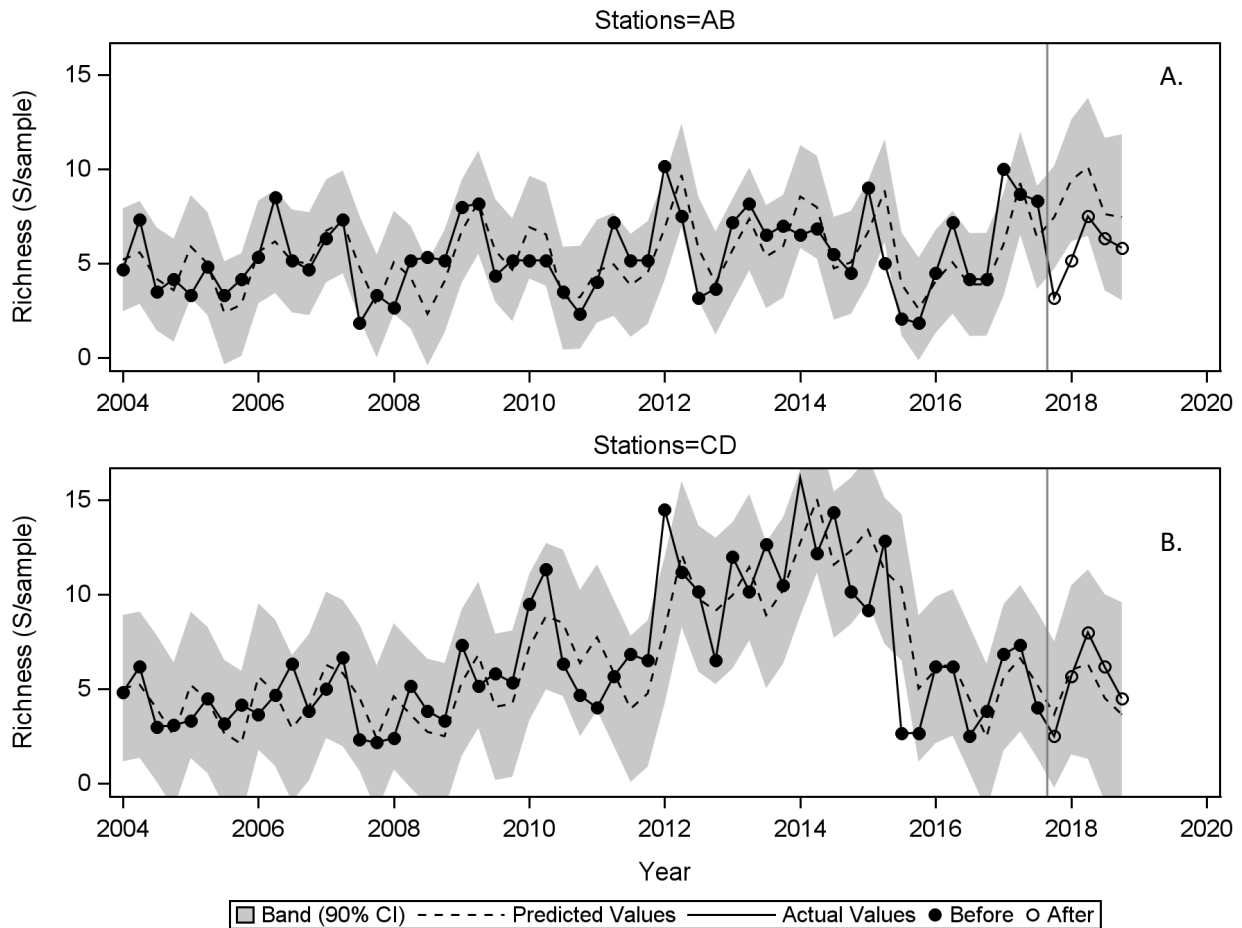 Stations=AB
A.
Richness (S/sample)
15
10
5
0
2004 2006 2008 2010 2012 2014 2016 2018 2020
Stations=CD
B.
Richness (S/sample)
15
10
5
0
2004 2006 2008 2010 2012 2014 2016 2018 2020
Year
Band (90% CI) Predicted Values Actual Values Before After